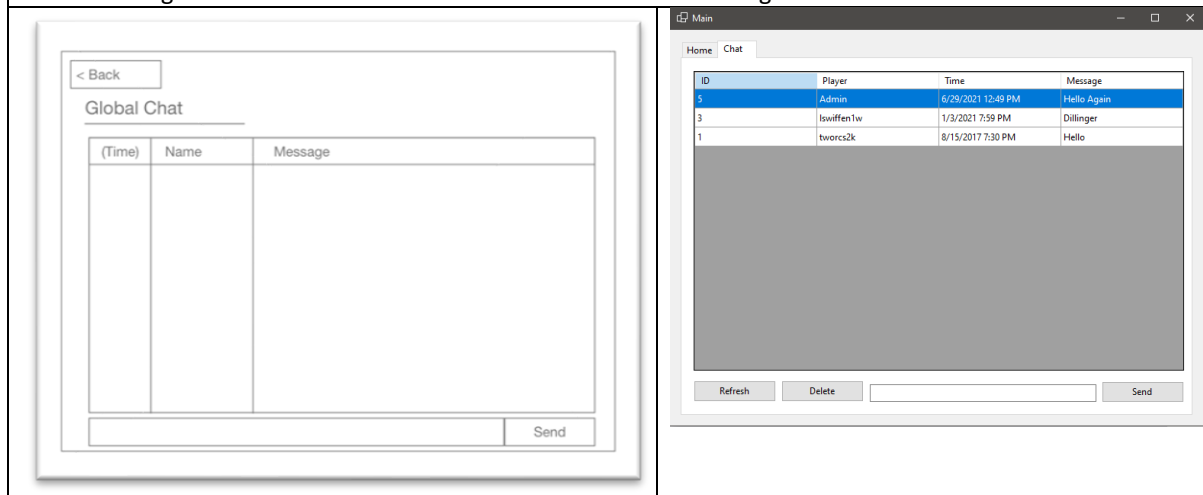 < Back
Global Chat
(Time) Name Message
Send
Main
Home Chat
ID Player Time Message
5 Admin 6/29/2021 12:49 PM Hello Again
3 lswiffen1w 1/3/2021 7:59 PM Dillinger
1 tworcs2k 8/15/2017 7:30 PM Hello
Refresh Delete Send